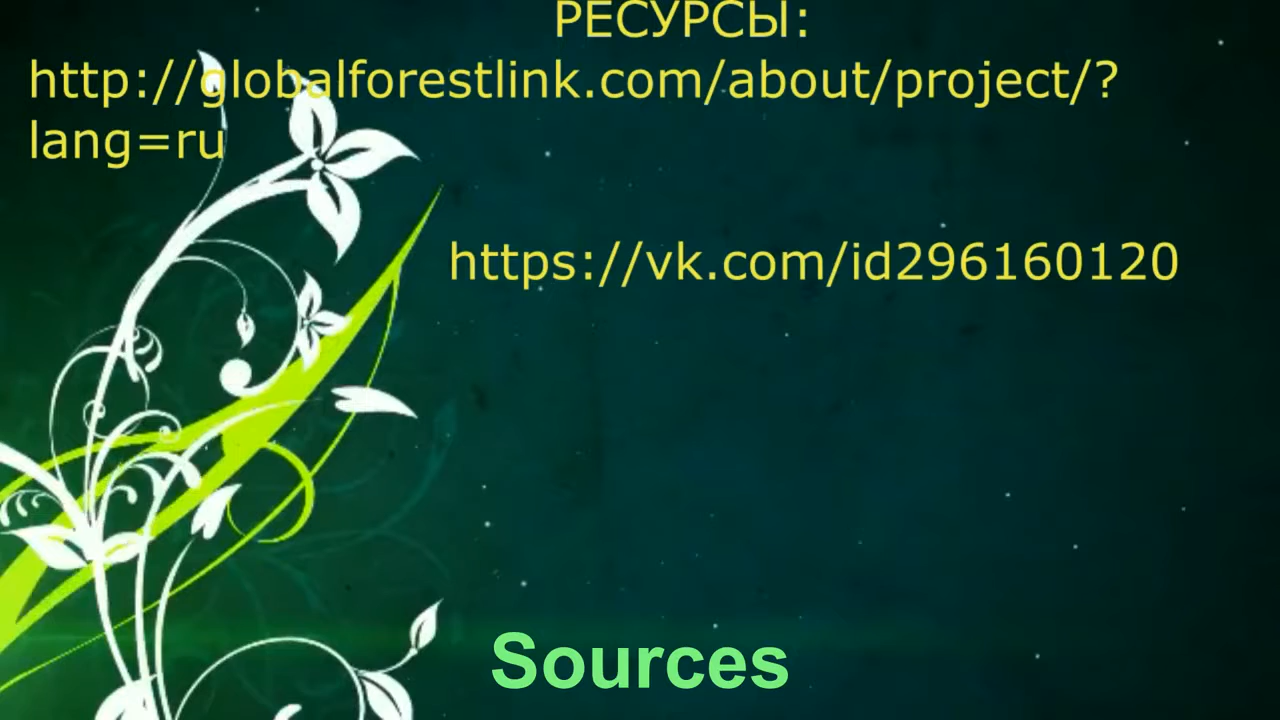 РЕСУРСЫ:
http://globalforestlink.com/about/project/?
lang=ru
https://vk.com/id296160120
Sources